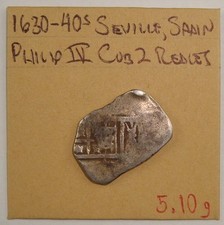 1630-40s SEVILLE, SPAIN
PHILIP IV COB 2 REALES
5.10g